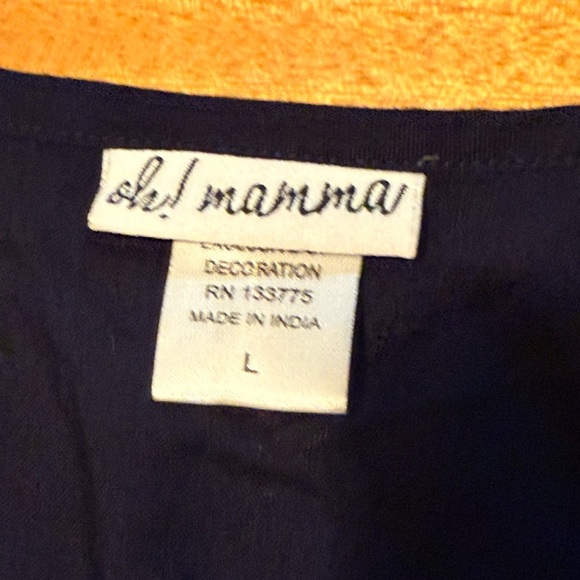 oh! mamma
DECORATION
RN 133775
MADE IN INDIA
L